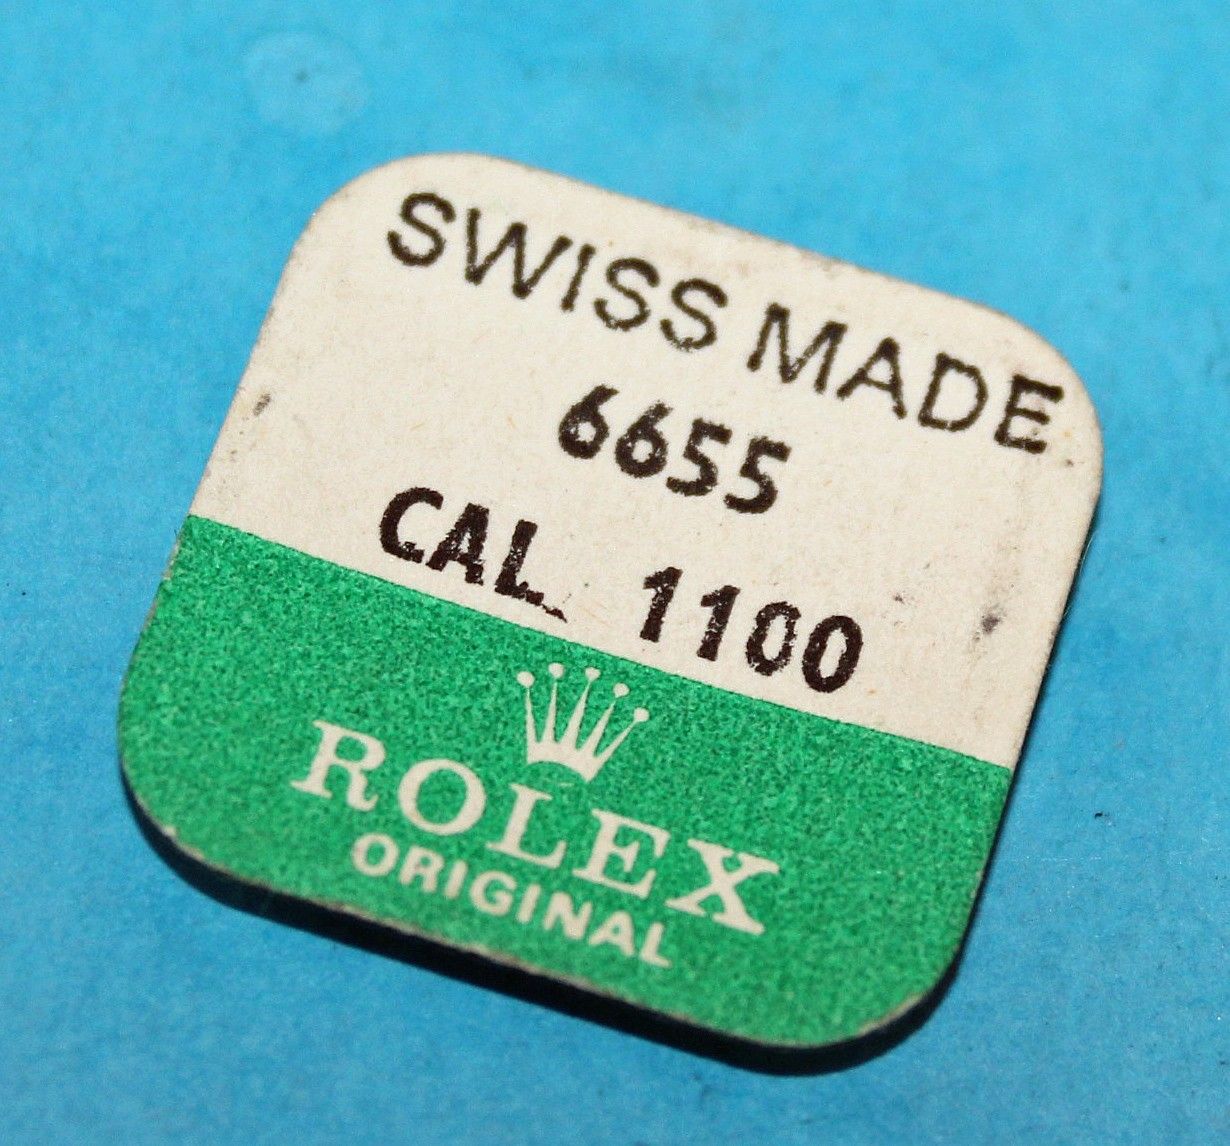 SWISS MADE
6655
CAL. 1100
ROLEX
ORIGINAL